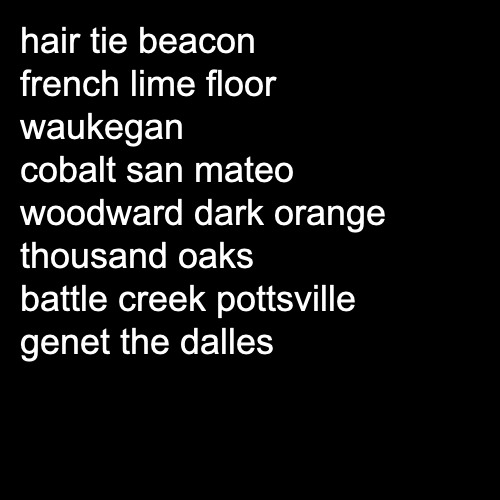 hair tie beacon
french lime floor
waukegan
cobalt san mateo
woodward dark orange
thousand oaks
battle creek pottsville
genet the dalles